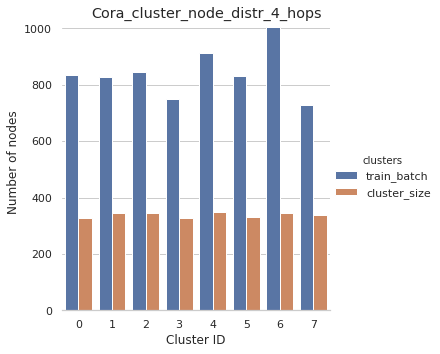 Cora_cluster_node_distr_4_hops
1000
800
600
400
200
0
Number of nodes
0 1 2 3 4 5 6 7
Cluster ID
clusters
train_batch
cluster_size